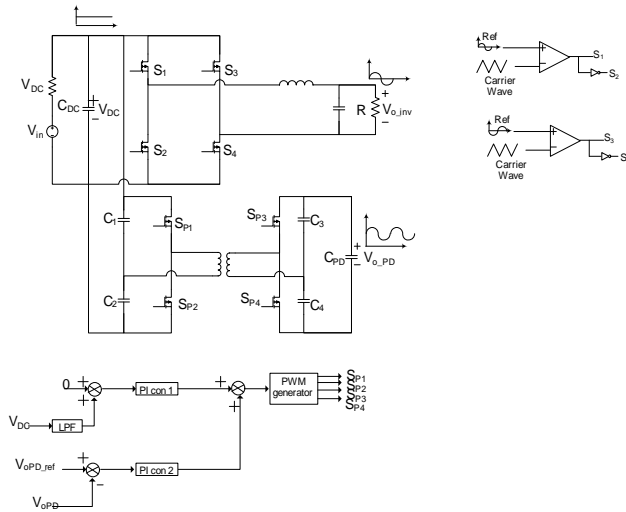 V_DC
C_DC
V_DC
V_in
S_1
S_3
S_2
S_4
R
V_o_inv
Ref
Carrier
Wave
S_1
S_2
Ref
Carrier
Wave
S_3
S
C_1
S_P1
C_2
S_P2
S_P3
C_3
S_P4
C_4
C_PD
V_o_PD
0
PI con 1
PWM
generator
S_P1
S_P2
S_P3
S_P4
V_DC
LPF
V_oPD_ref
PI con 2
V_oPD